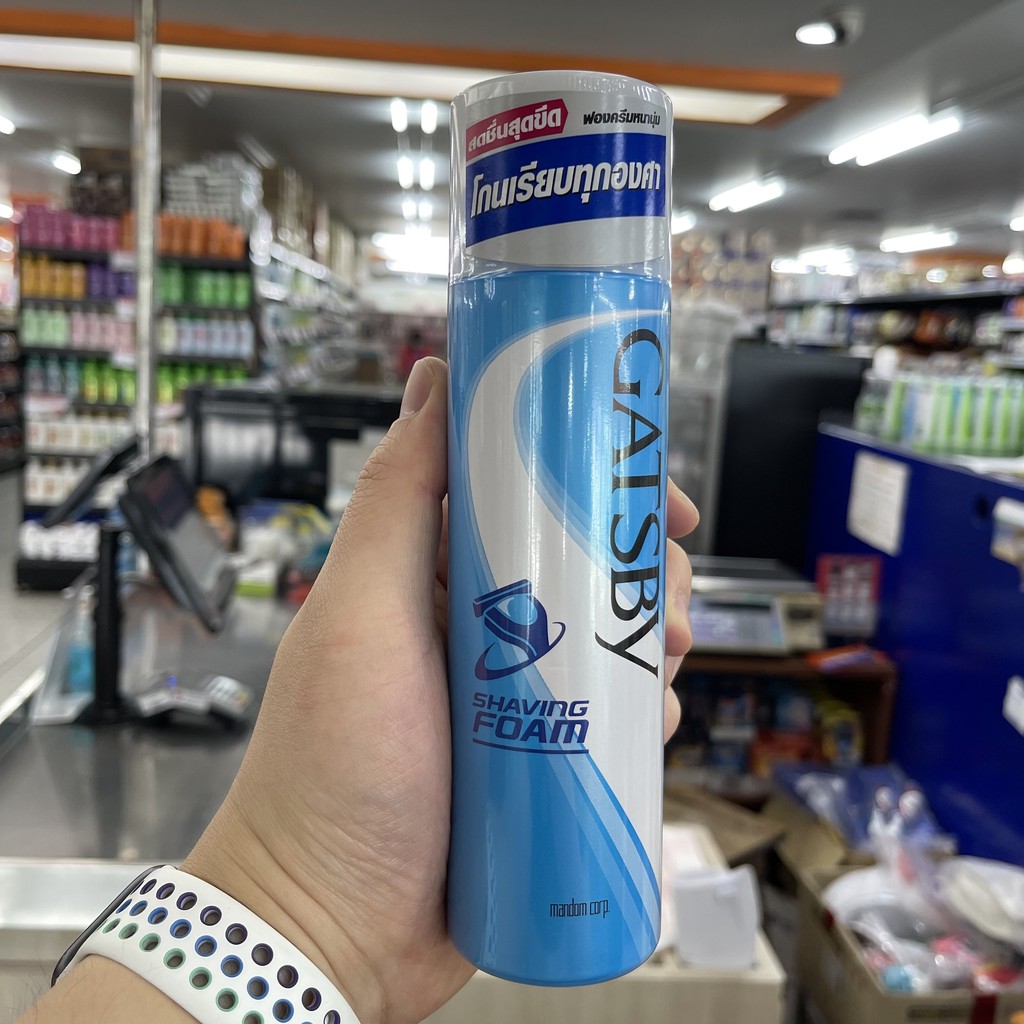 สดชื่นสุดขีด
ฟองครีมหนานุ่ม
โกนเรียบทุกองศา
GATSBY
SHAVING
FOAM
mandom corp.